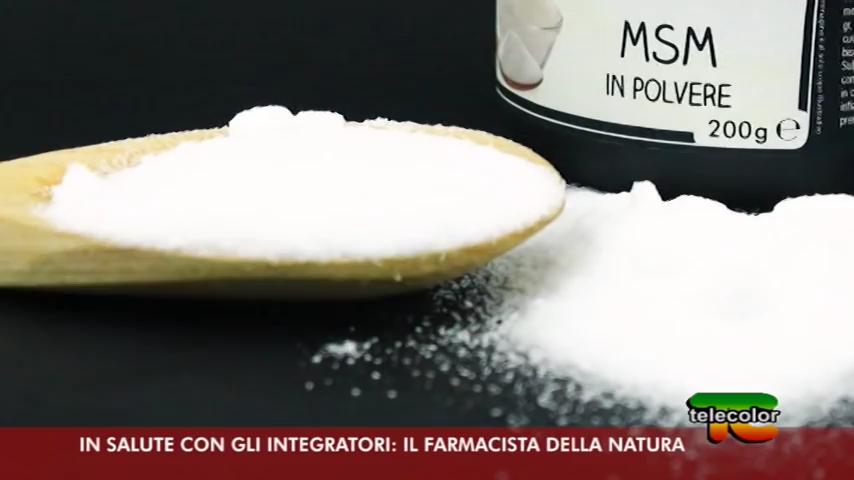 MSM
IN POLVERE
200g e
telecolor
IN SALUTE CON GLI INTEGRATORI: IL FARMACISTA DELLA NATURA